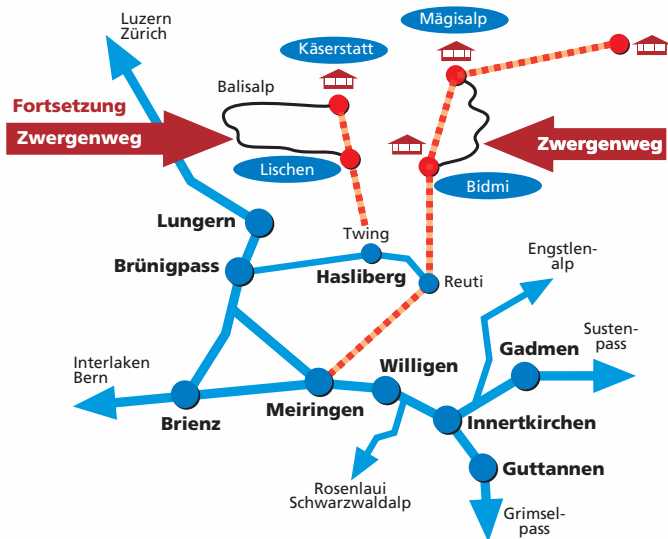 Luzern
Zürich
Mägisalp
Käserstatt
Balisalp
Fortsetzung
Zwergenweg
Zwergenweg
Lischen
Bidmi
Lungern
Twing
Engstlen-
alp
Brünigpass
Hasliberg
Reuti
Susten-
pass
Gadmen
Willigen
Interlaken
Bern
Meiringen
Brienz
Innertkirchen
Guttannen
Rosenlaui
Schwarzwaldalp
Grimsel-
pass